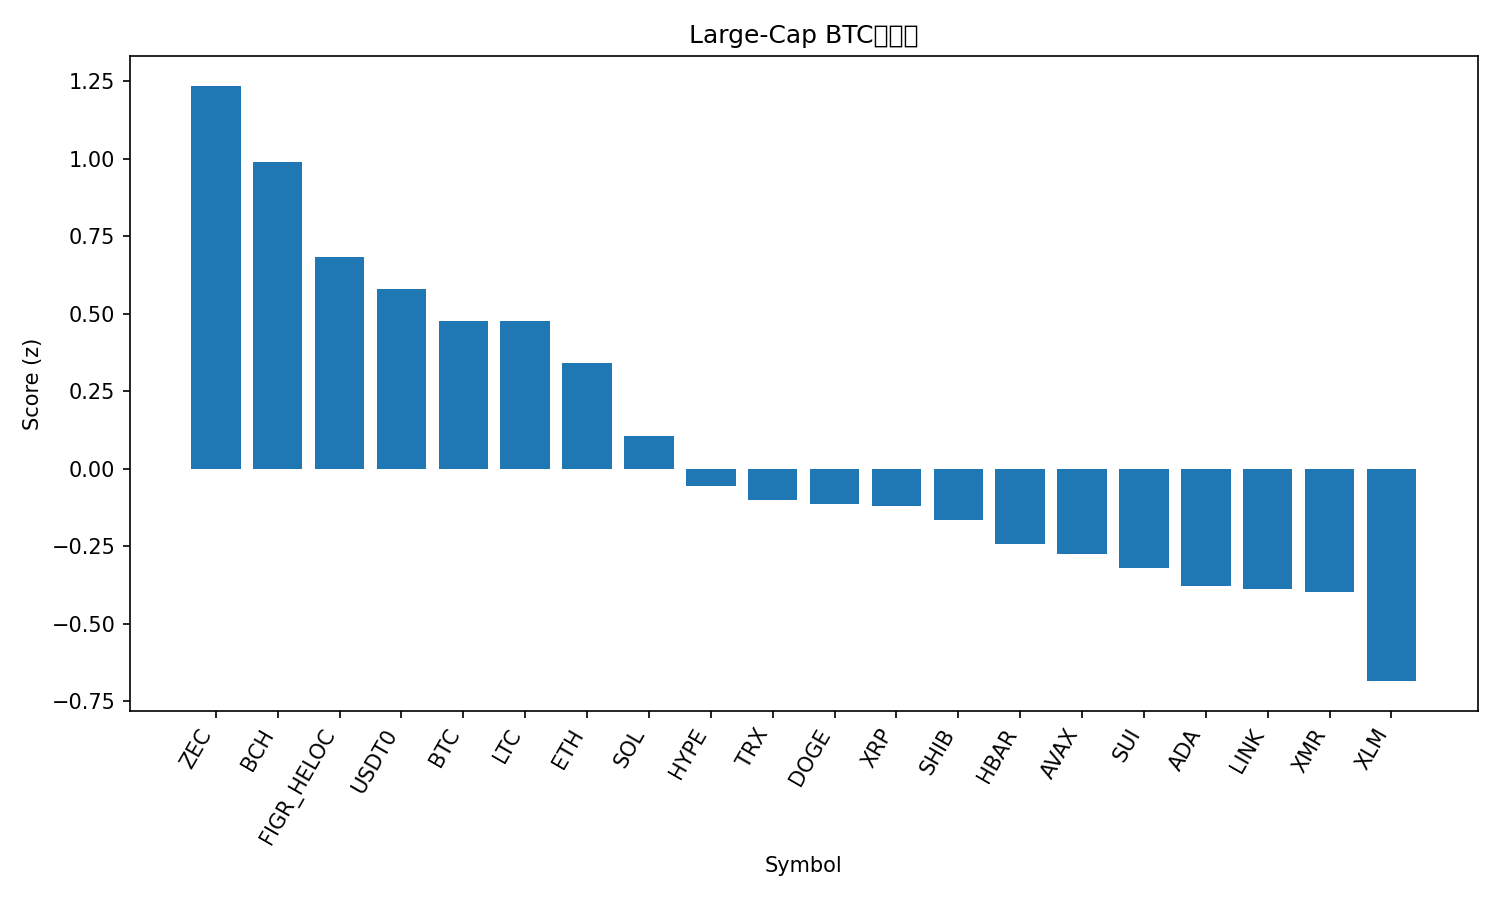 Large-Cap BTC
1.25
1.00
0.75
0.50
0.25
0.00
−0.25
−0.50
−0.75
Score (z)
ZEC
BCH
FIGR_HELOC
USDT0
BTC
LTC
ETH
SOL
HYPE
TRX
DOGE
XRP
SHIB
HBAR
AVAX
SUI
ADA
LINK
XMR
XLM
Symbol